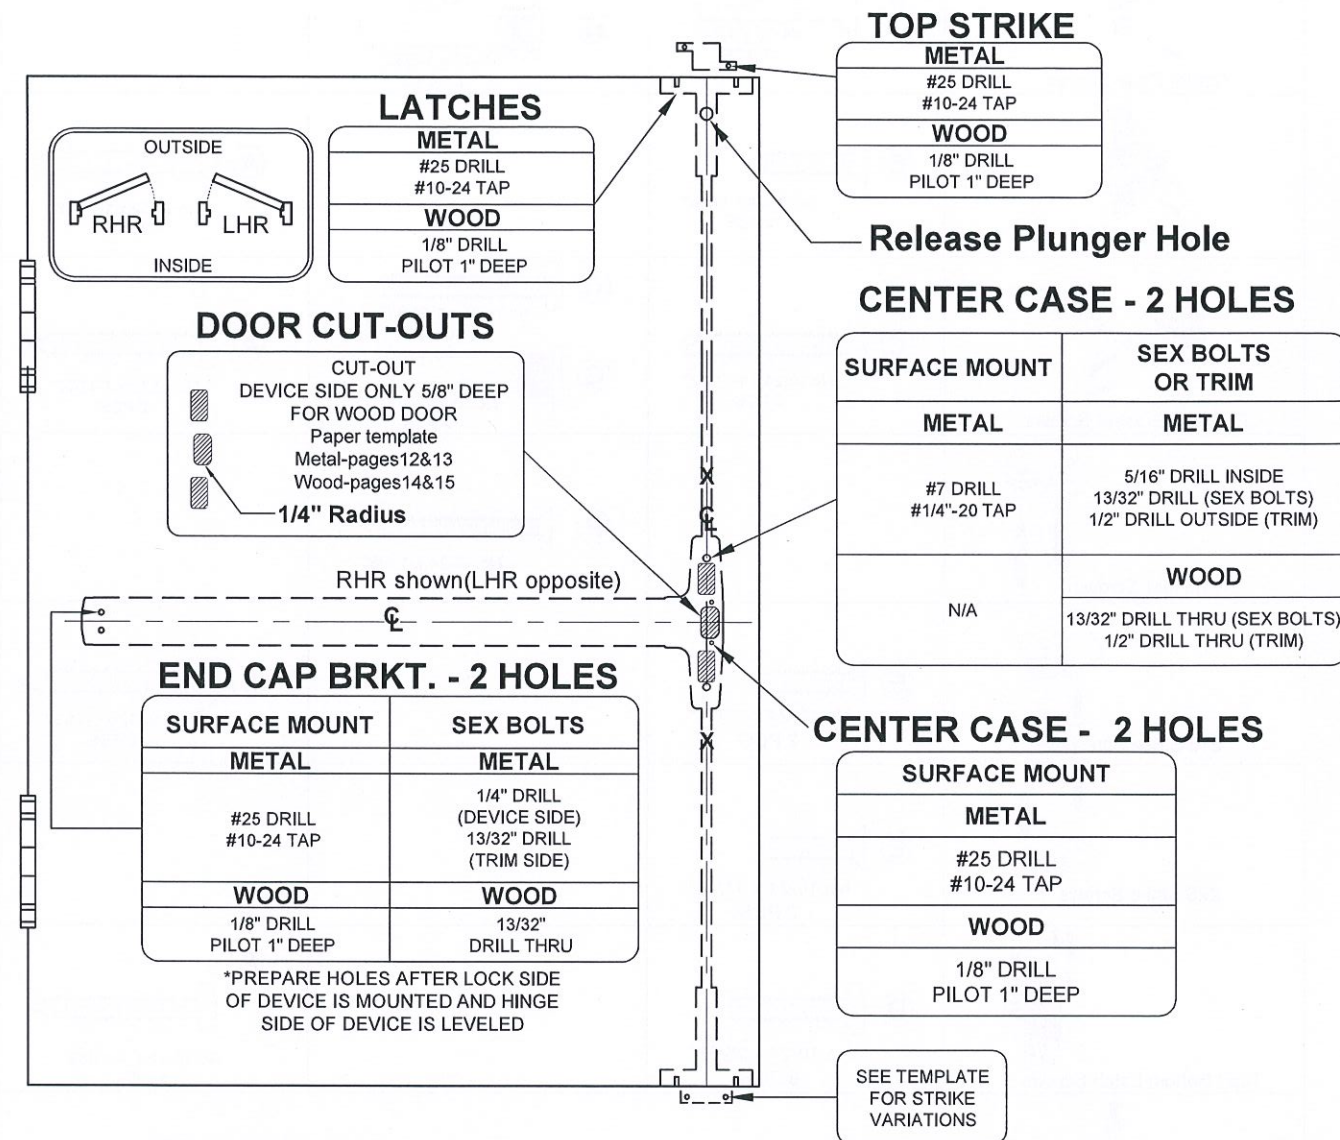 TOP STRIKE
METAL
#25 DRILL
#10-24 TAP
WOOD
1/8" DRILL
PILOT 1" DEEP
LATCHES
METAL
#25 DRILL
#10-24 TAP
WOOD
1/8" DRILL
PILOT 1" DEEP
OUTSIDE
RHR
LHR
INSIDE
Release Plunger Hole
DOOR CUT-OUTS
CUT-OUT
DEVICE SIDE ONLY 5/8" DEEP
FOR WOOD DOOR
Paper template
Metal-pages12&13
Wood-pages14&15
1/4" Radius
CENTER CASE - 2 HOLES
SURFACE MOUNT
METAL
#7 DRILL
#1/4"-20 TAP
N/A
SEX BOLTS
OR TRIM
METAL
5/16" DRILL INSIDE
13/32" DRILL (SEX BOLTS)
1/2" DRILL OUTSIDE (TRIM)
WOOD
13/32" DRILL THRU (SEX BOLTS)
1/2" DRILL THRU (TRIM)
X
℄
RHR shown(LHR opposite)
℄
X
END CAP BRKT. - 2 HOLES
SURFACE MOUNT
METAL
#25 DRILL
#10-24 TAP
WOOD
1/8" DRILL
PILOT 1" DEEP
SEX BOLTS
METAL
1/4" DRILL
(DEVICE SIDE)
13/32" DRILL
(TRIM SIDE)
WOOD
13/32"
DRILL THRU
*PREPARE HOLES AFTER LOCK SIDE
OF DEVICE IS MOUNTED AND HINGE
SIDE OF DEVICE IS LEVELED
CENTER CASE - 2 HOLES
SURFACE MOUNT
METAL
#25 DRILL
#10-24 TAP
WOOD
1/8" DRILL
PILOT 1" DEEP
SEE TEMPLATE
FOR STRIKE
VARIATIONS